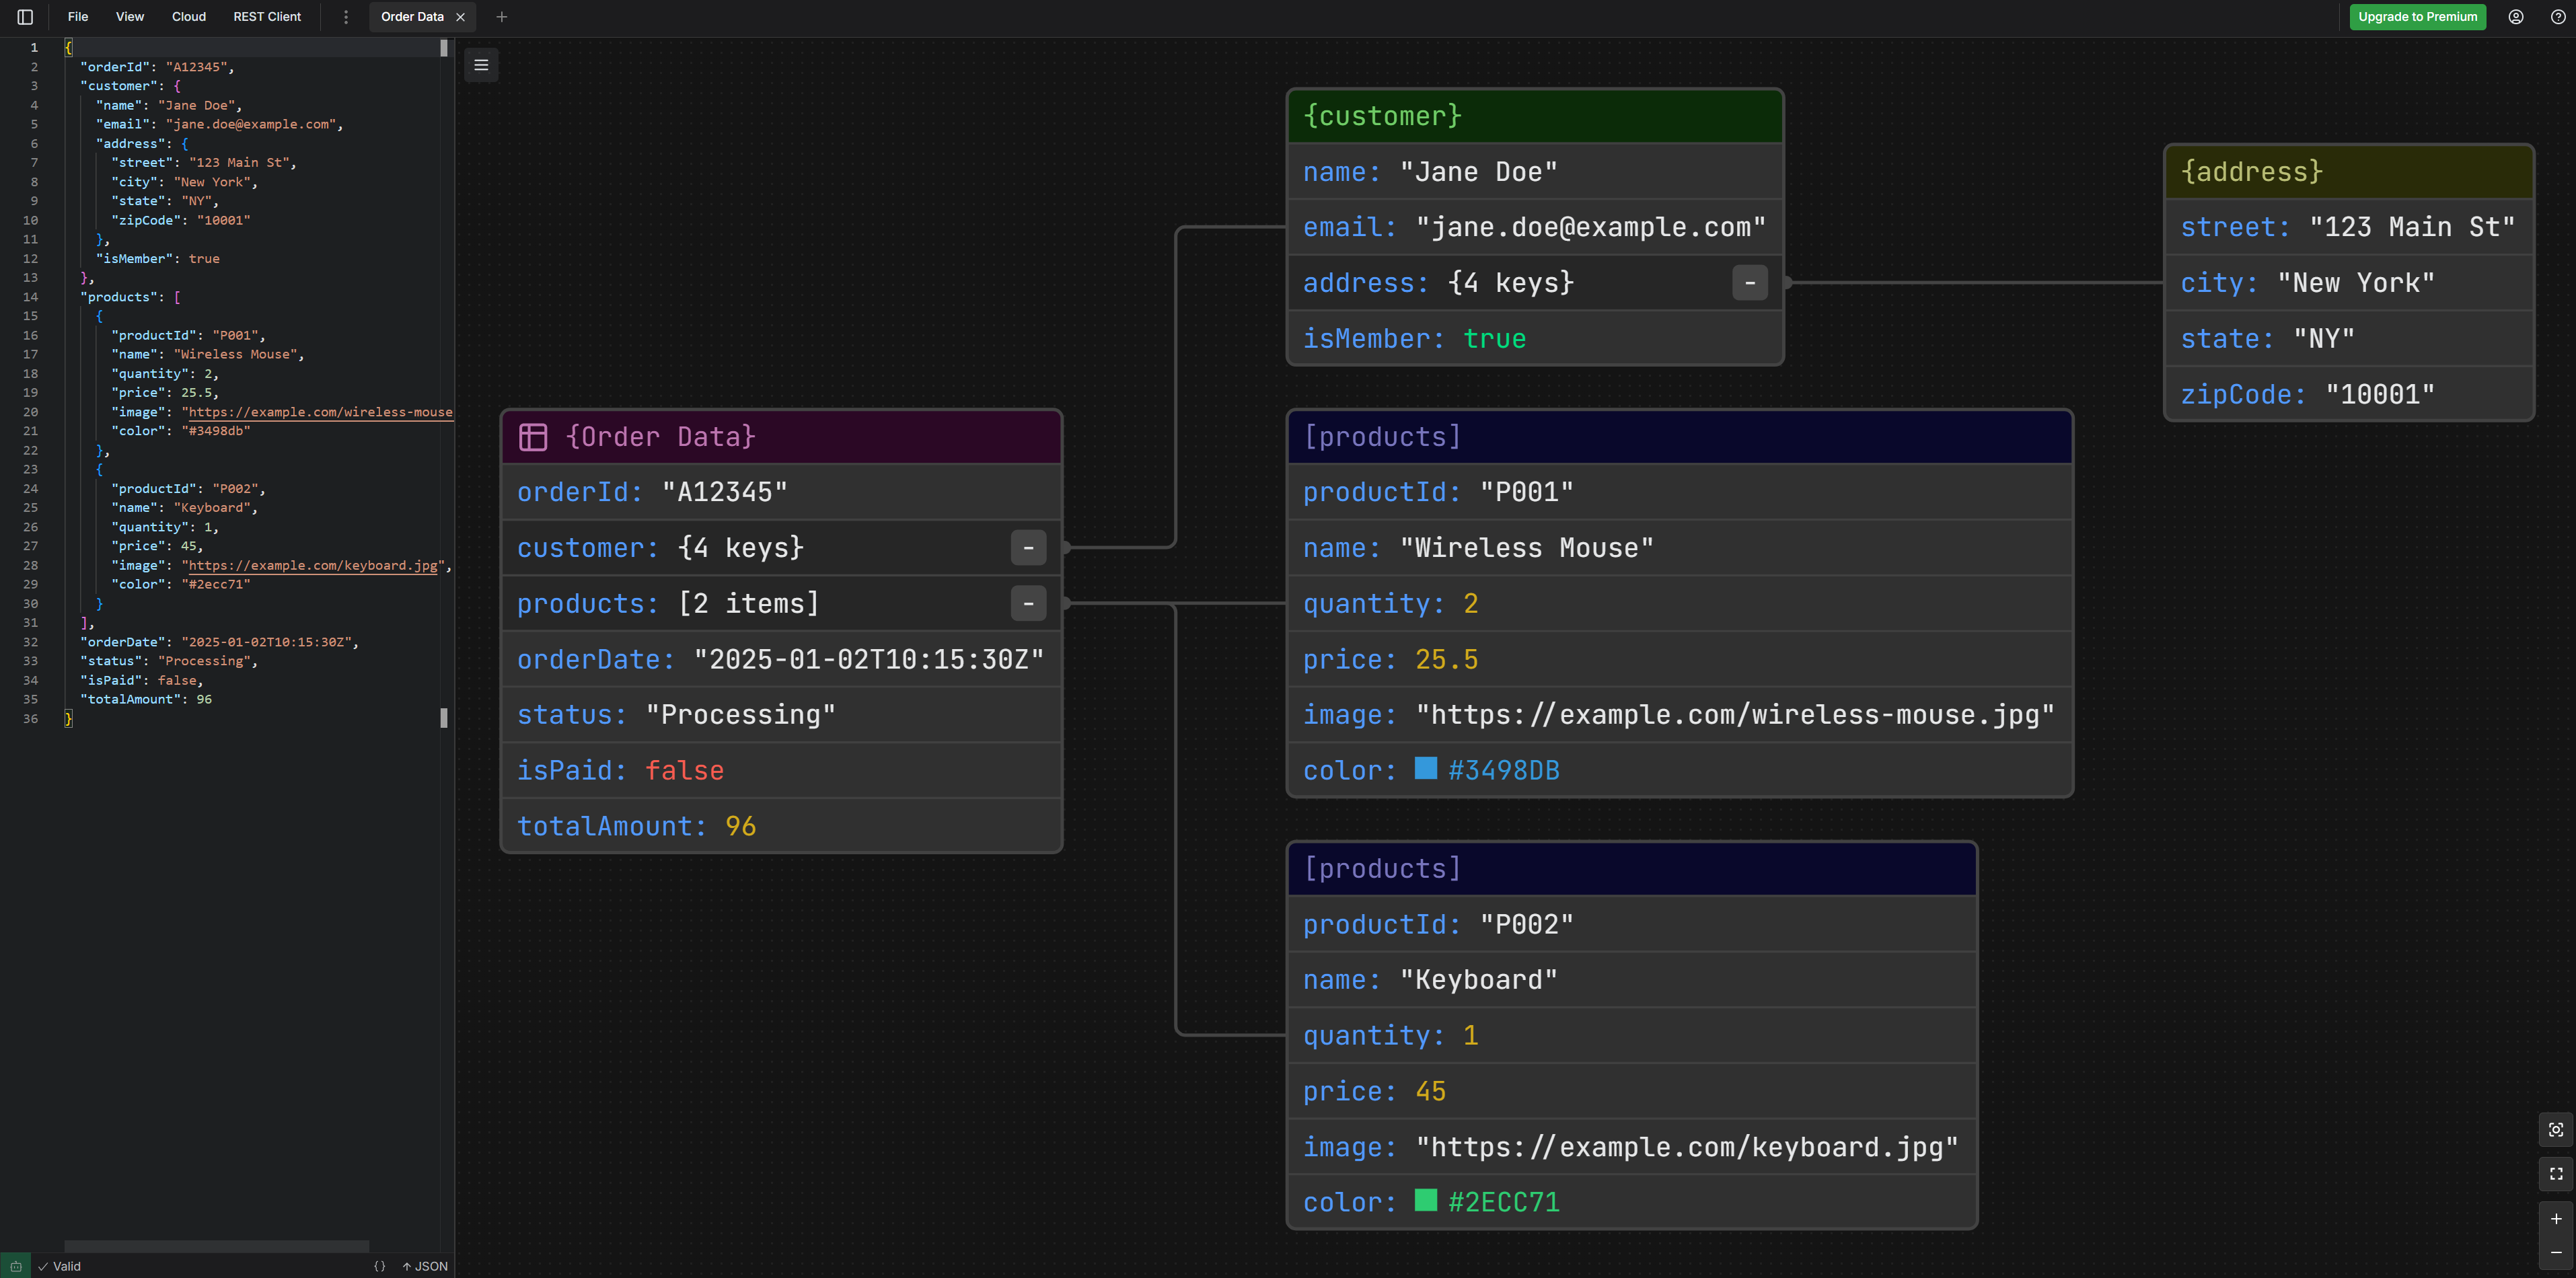 File View Cloud REST Client Order Data Upgrade to Premium
1 {
2 "orderId": "A12345",
3 "customer": {
4 "name": "Jane Doe",
5 "email": "jane.doe@example.com",
6 "address": {
7 "street": "123 Main St",
8 "city": "New York",
9 "state": "NY",
10 "zipCode": "10001"
11 },
12 "isMember": true
13 },
14 "products": [
15 {
16 "productId": "P001",
17 "name": "Wireless Mouse",
18 "quantity": 2,
19 "price": 25.5,
20 "image": "https://example.com/wireless-mouse
21 "color": "#3498db"
22 },
23 {
24 "productId": "P002",
25 "name": "Keyboard",
26 "quantity": 1,
27 "price": 45,
28 "image": "https://example.com/keyboard.jpg",
29 "color": "#2ecc71"
30 }
31 ],
32 "orderDate": "2025-01-02T10:15:30Z",
33 "status": "Processing",
34 "isPaid": false,
35 "totalAmount": 96
36 }
Valid {} JSON
{Order Data}
orderId: "A12345"
customer: {4 keys} -
products: [2 items] -
orderDate: "2025-01-02T10:15:30Z"
status: "Processing"
isPaid: false
totalAmount: 96
{customer}
name: "Jane Doe"
email: "jane.doe@example.com"
address: {4 keys} -
isMember: true
{address}
street: "123 Main St"
city: "New York"
state: "NY"
zipCode: "10001"
[products]
productId: "P001"
name: "Wireless Mouse"
quantity: 2
price: 25.5
image: "https://example.com/wireless-mouse.jpg"
color: #3498DB
[products]
productId: "P002"
name: "Keyboard"
quantity: 1
price: 45
image: "https://example.com/keyboard.jpg"
color: #2ECC71